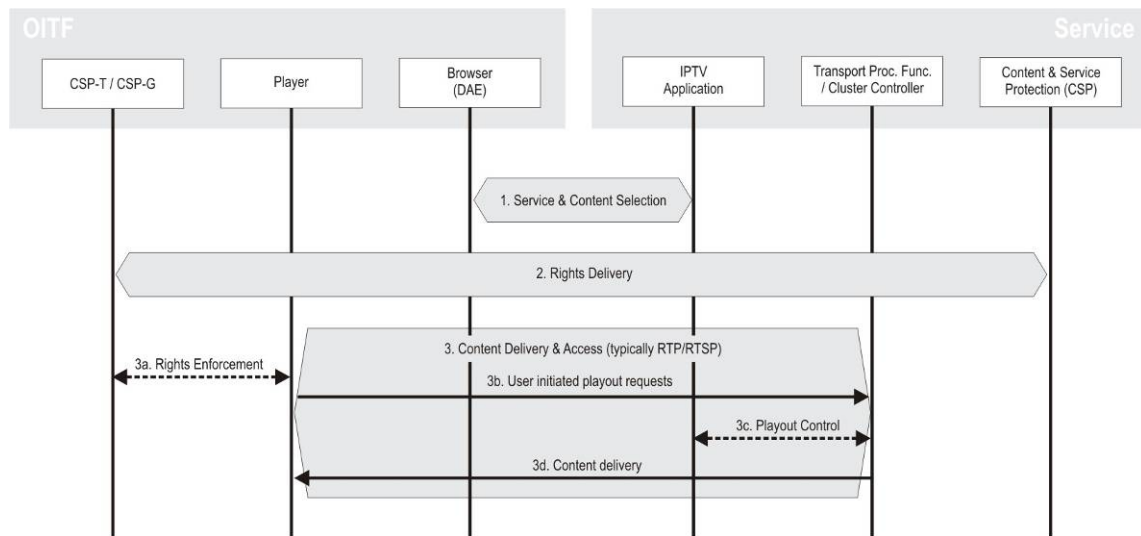 OITF
Service
CSP-T / CSP-G
Player
Browser
(DAE)
IPTV
Application
Transport Proc. Func.
/ Cluster Controller
Content & Service
Protection (CSP)
1. Service & Content Selection
2. Rights Delivery
3. Content Delivery & Access (typically RTP/RTSP)
3a. Rights Enforcement
3b. User initiated playout requests
3c. Playout Control
3d. Content delivery